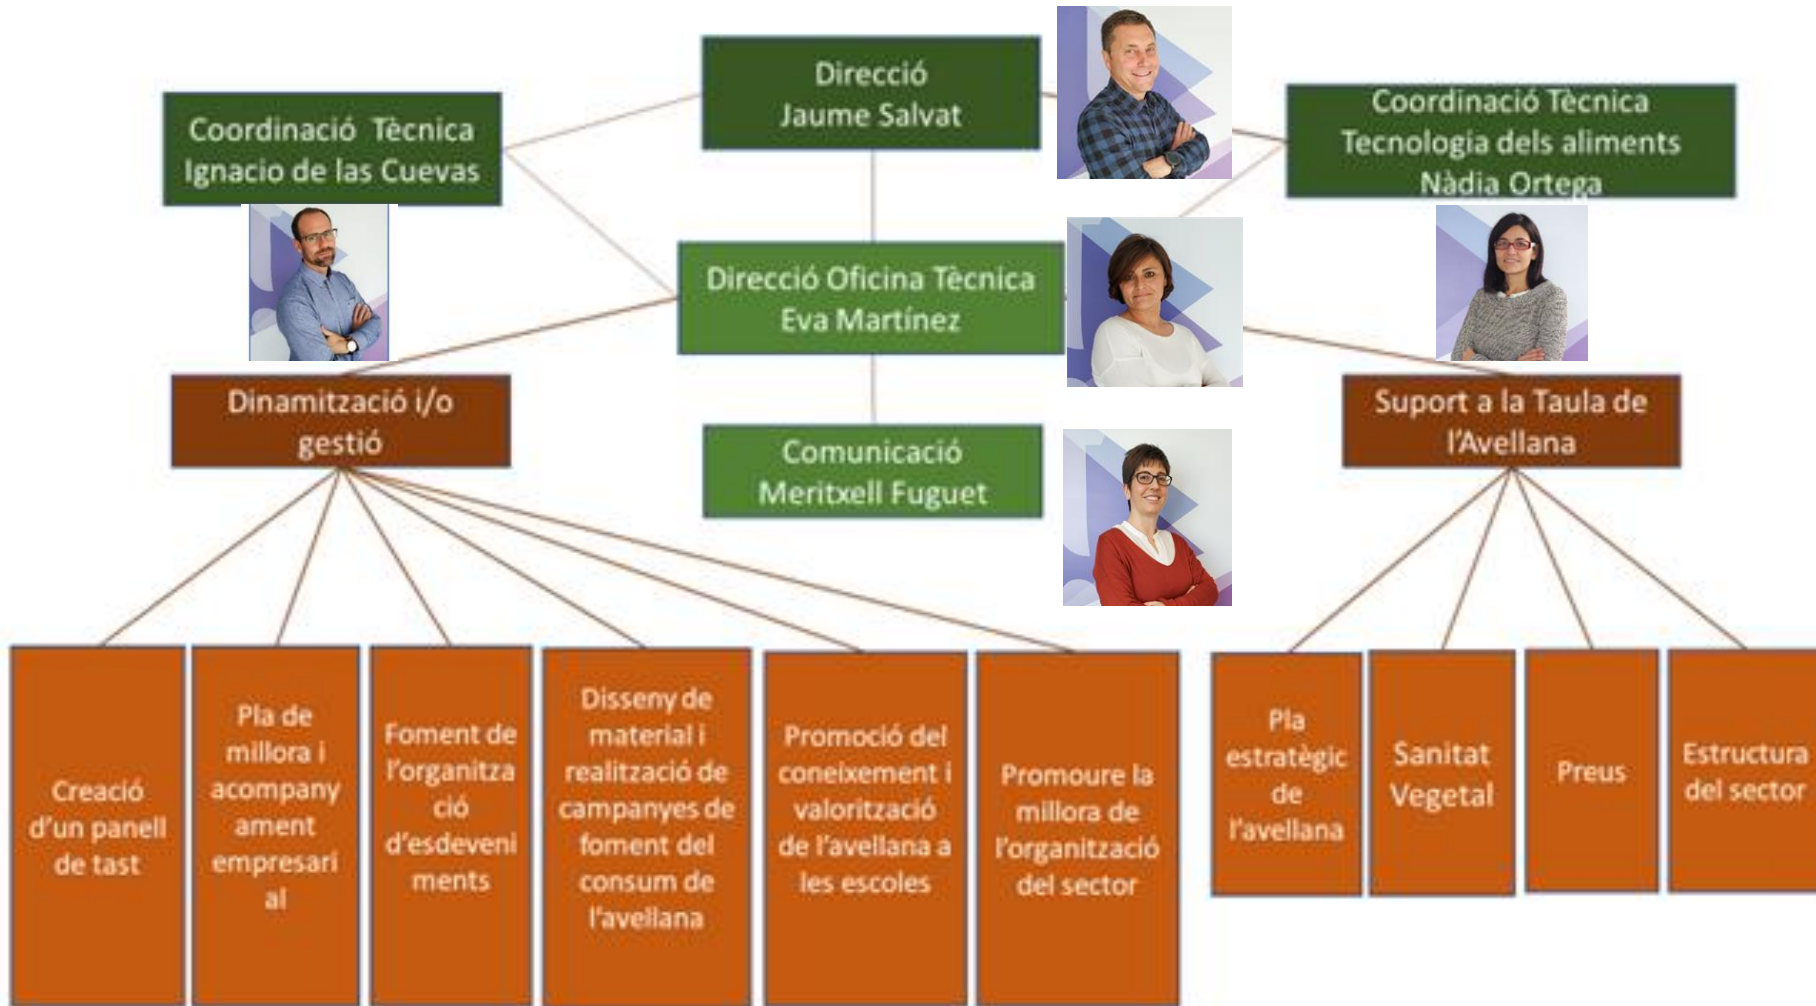 Direcció
Jaume Salvat
Coordinació Tècnica
Ignacio de las Cuevas
Coordinació Tècnica
Tecnologia dels aliments
Nàdia Ortega
Direcció Oficina Tècnica
Eva Martínez
Dinamització i/o
gestió
Comunicació
Meritxell Fuguet
Suport a la Taula de
l'Avellana
Creació
d'un panell
de tast
Pla de
millora i
acompany
ament
empresari
al
Foment de
l'organitza
ció
d'esdeveni
ments
Disseny de
material i
realització de
campanyes de
foment del
consum de
l'avellana
Promoció del
coneixement i
valorització
de l'avellana a
les escoles
Promoure la
millora de
l'organització
del sector
Pla
estratègic
de
l'avellana
Sanitat
Vegetal
Preus
Estructura
del sector